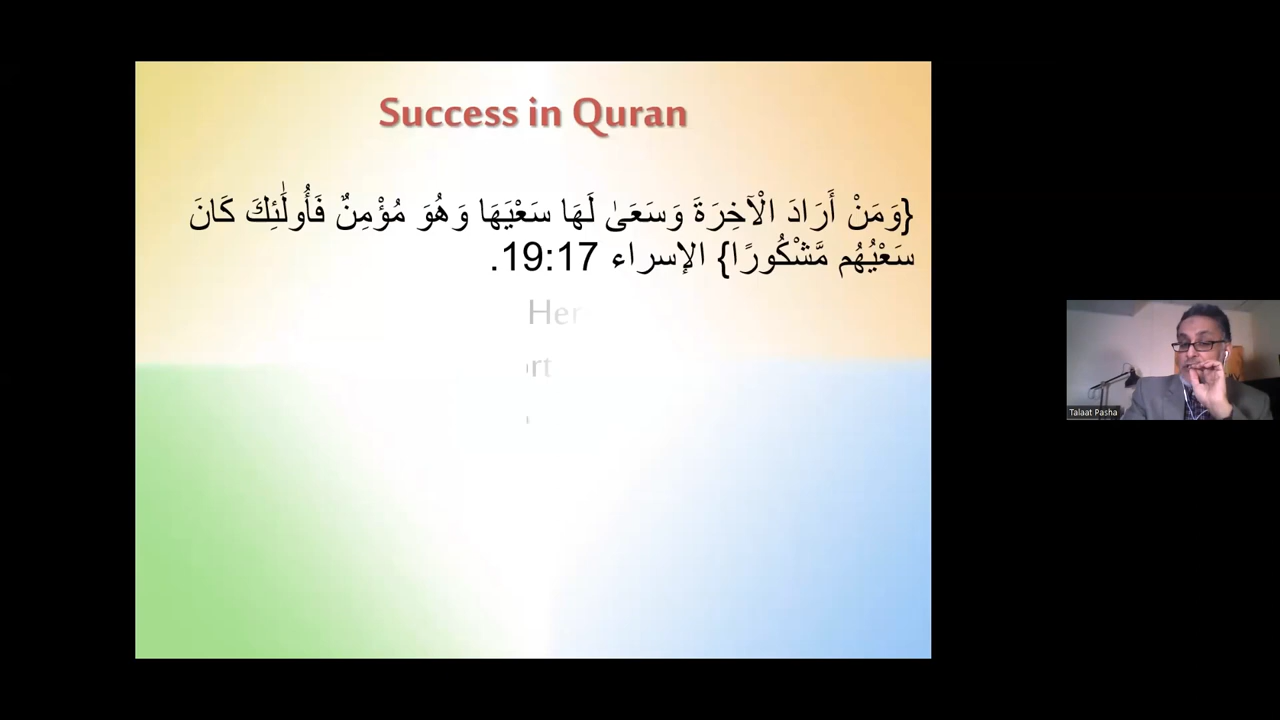 Success in Quran
{وَمَنْ أَرَادَ الْآخِرَةَ وَسَعَىٰ لَهَا سَعْيَهَا وَهُوَ مُؤْمِنٌ فَأُولَٰئِكَ كَانَ
سَعْيُهُم مَّشْكُورًا} الإسراء 19:17.
Talaat Pasha